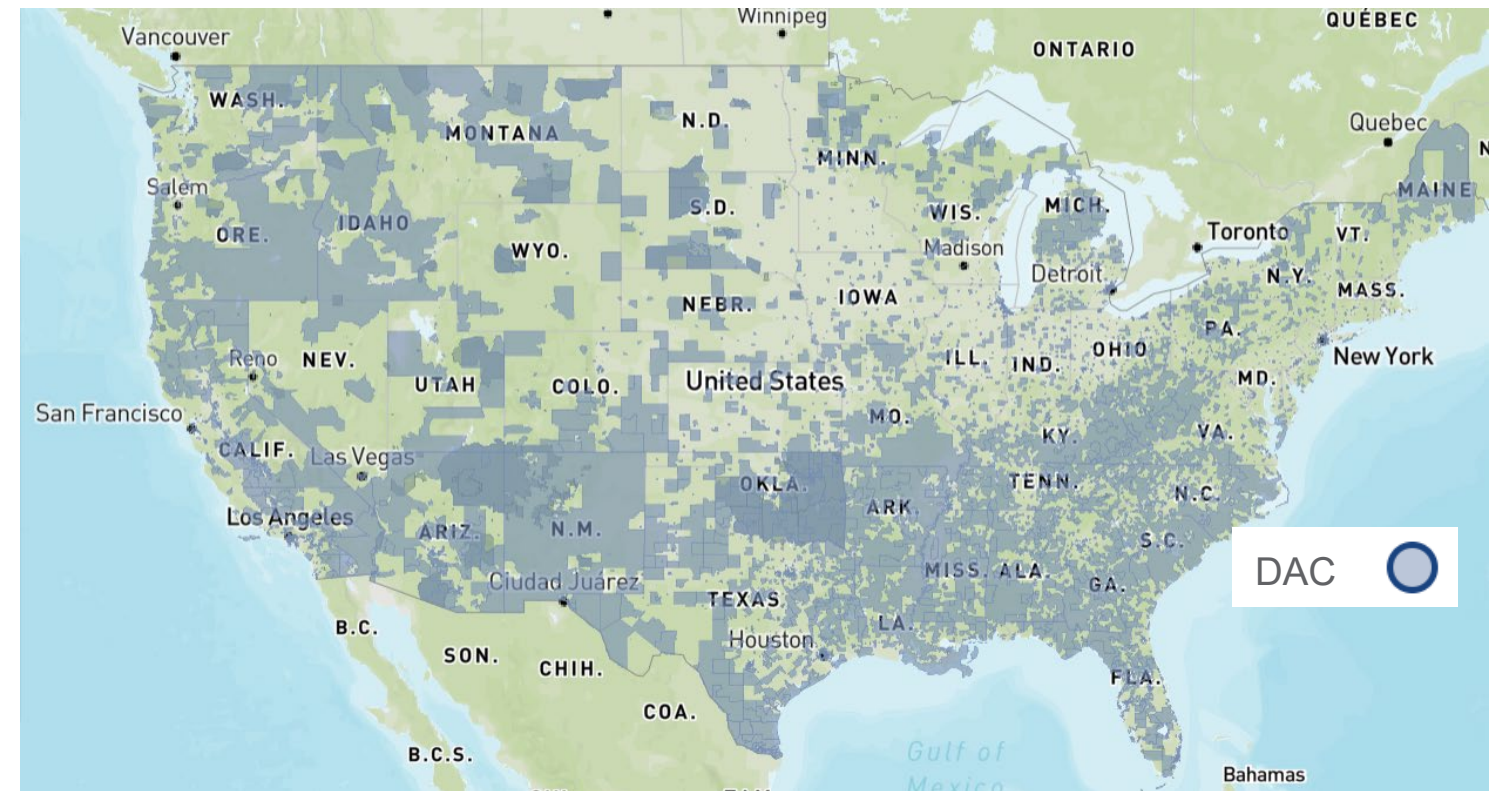 Vancouver
Winnipeg
QUÉBEC
ONTARIO
WASH.
MONTANA
N.D.
MINN.
Quebec
N
MAINE
Salem
ORE.
IDAHO
WYO.
S.D.
WIS.
Madison
MICH.
Toronto
VT.
Detroit
N.Y.
MASS.
NEBR.
IOWA
PA.
Reno
NEV.
UTAH
COLO.
United States
ILL.
IND.
OHIO
New York
MD.
San Francisco
CALIF.
Las Vegas
MO.
KY.
VA.
Los Angeles
ARIZ.
N.M.
OKLA.
ARK.
TENN.
N.C.
S.C.
Ciudad Juárez
TEXAS
MISS.
ALA.
GA.
DAC
B.C.
SON.
CHIH.
Houston
LA.
FLA.
COA.
B.C.S.
Gulf of
Mexico
Bahamas